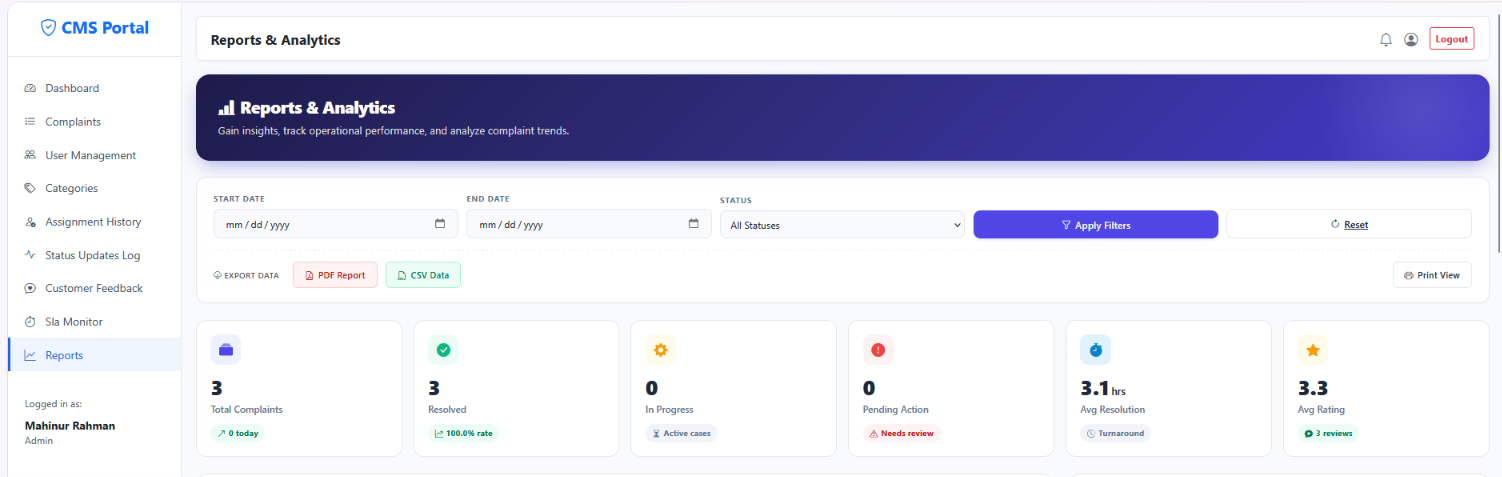 CMS Portal
Dashboard
Complaints
User Management
Categories
Assignment History
Status Updates Log
Customer Feedback
Sla Monitor
Reports
Logged in as:
Mahinur Rahman
Admin
Reports & Analytics
Logout
Reports & Analytics
Gain insights, track operational performance, and analyze complaint trends.
START DATE
mm/dd/yyyy
END DATE
mm/dd/yyyy
STATUS
All Statuses
Apply Filters
Reset
EXPORT DATA
PDF Report
CSV Data
Print View
3
Total Complaints
0 today
3
Resolved
100.0% rate
0
In Progress
Active cases
0
Pending Action
Needs review
3.1 hrs
Avg Resolution
Turnaround
3.3
Avg Rating
3 reviews